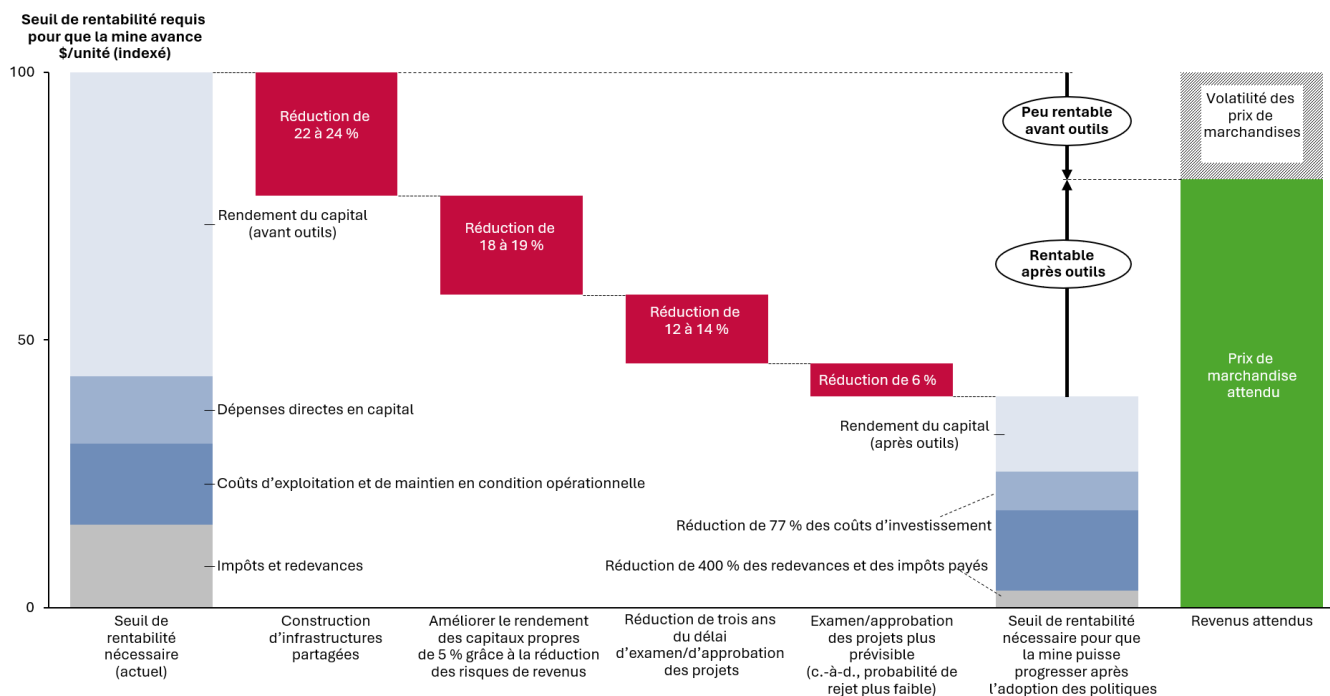 Seuil de rentabilité requis
pour que la mine avance
$/unité (indexé)
100
50
0
Rendement du capital
(avant outils)
Dépenses directes en capital
Coûts d’exploitation et de maintien en condition opérationnelle
Impôts et redevances
Réduction de
22 à 24 %
Réduction de
18 à 19 %
Réduction de
12 à 14 %
Réduction de 6 %
Peu rentable
avant outils
Rentable
après outils
Rendement du capital
(après outils)
Réduction de 77 % des coûts d’investissement
Réduction de 400 % des redevances et des impôts payés
Volatilité des
prix de
marchandises
Prix de
marchandise
attendu
Seuil de
rentabilité
nécessaire
(actuel)
Construction
d’infrastructures
partagées
Améliorer le rendement
des capitaux propres
de 5 % grâce à la réduction
des risques de revenus
Réduction de trois ans
du délai
d’examen/d’approbation
des projets
Examen/approbation
des projets plus
prévisible
(c.-à-d., probabilité de
rejet plus faible)
Seuil de rentabilité
nécessaire pour que
la mine puisse
progresser après
l’adoption des politiques
Revenus attendus